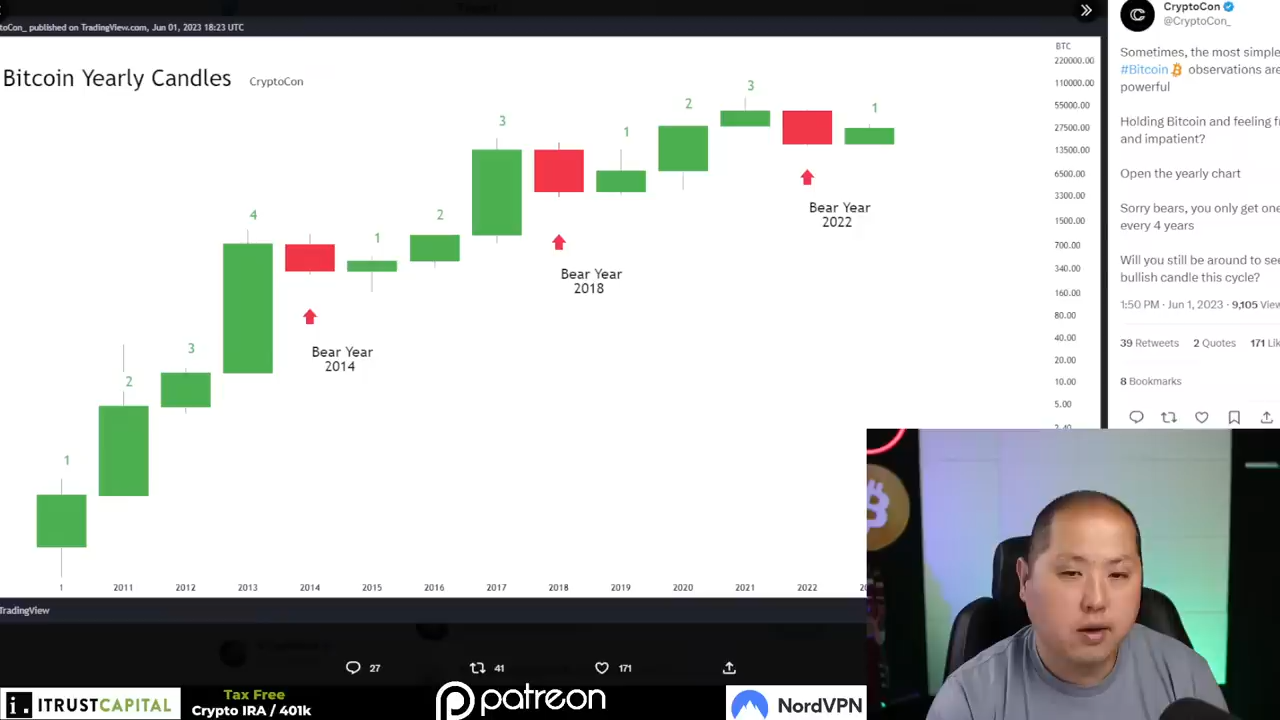 toCon_ published on TradingView.com, Jun 01, 2023 18:23 UTC
Bitcoin Yearly Candles
CryptoCon
BTC
220000.00
110000.00
55000.00
27500.00
13500.00
6500.00
3300.00
1500.00
700.00
340.00
160.00
80.00
40.00
20.00
10.00
5.00
2.40
1
2
3
4
1
2
3
1
2
3
1
Bear Year
2014
Bear Year
2018
Bear Year
2022
1
2011
2012
2013
2014
2015
2016
2017
2018
2019
2020
2021
2022
TradingView
27
41
171
CryptoCon
@CryptoCon_
Sometimes, the most simple
#Bitcoin observations are
powerful
Holding Bitcoin and feeling
and impatient?
Open the yearly chart
Sorry bears, you only get one
every 4 years
Will you still be around to see
bullish candle this cycle?
1:50 PM · Jun 1, 2023 · 9,105
39 Retweets 2 Quotes 171
8 Bookmarks
i. ITRUSTCAPITAL
Tax Free
Crypto IRA / 401k
patreon
NordVPN